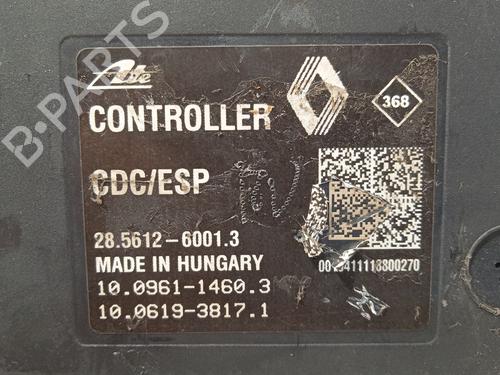 B-PARTS
Ate
368
CONTROLLER
CDC/ESP
28.5612-6001.3
MADE IN HUNGARY
10.0961-1460.3
10.0619-3817.1